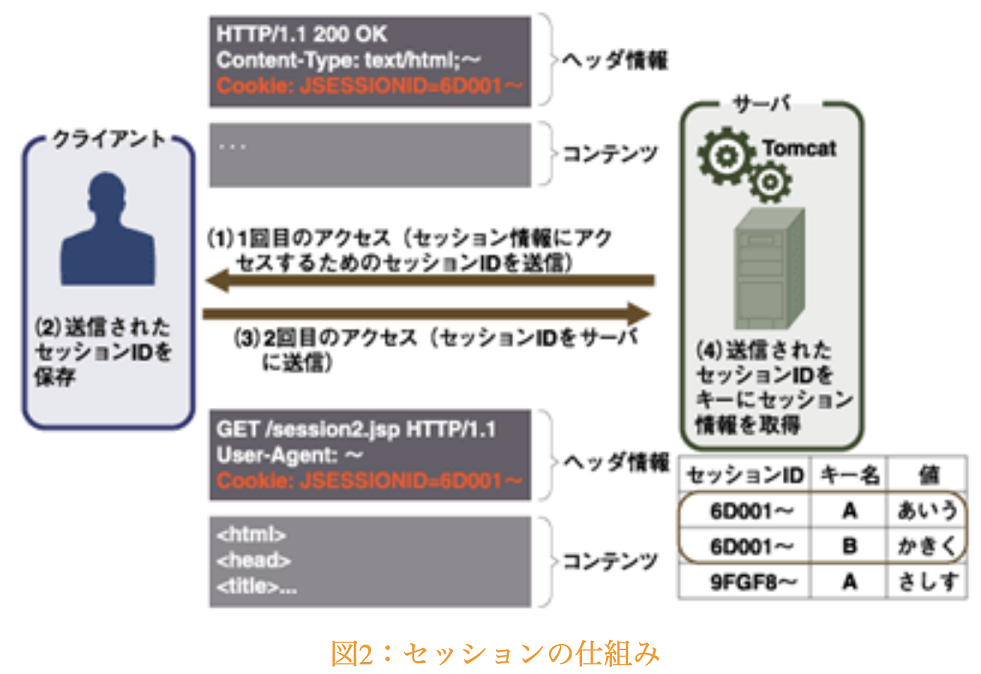 HTTP/1.1 200 OK
Content-Type: text/html;～
Cookie: JSESSIONID=6D001～
ヘッダ情報
...
コンテンツ
クライアント
(2)送信された
セッションIDを
保存
サーバ
Tomcat
(1)1回目のアクセス（セッション情報にアク
セスするためのセッションIDを送信）
(3)2回目のアクセス（セッションIDをサーバ
に送信）
(4)送信された
セッションIDを
キーにセッション
情報を取得
GET /session2.jsp HTTP/1.1
User-Agent: ～
Cookie: JSESSIONID=6D001～
ヘッダ情報
<html>
<head>
<title>...
コンテンツ
セッションID キー名 値
6D001～ A あいう
6D001～ B かきく
9FGF8～ A さしす
図2：セッションの仕組み